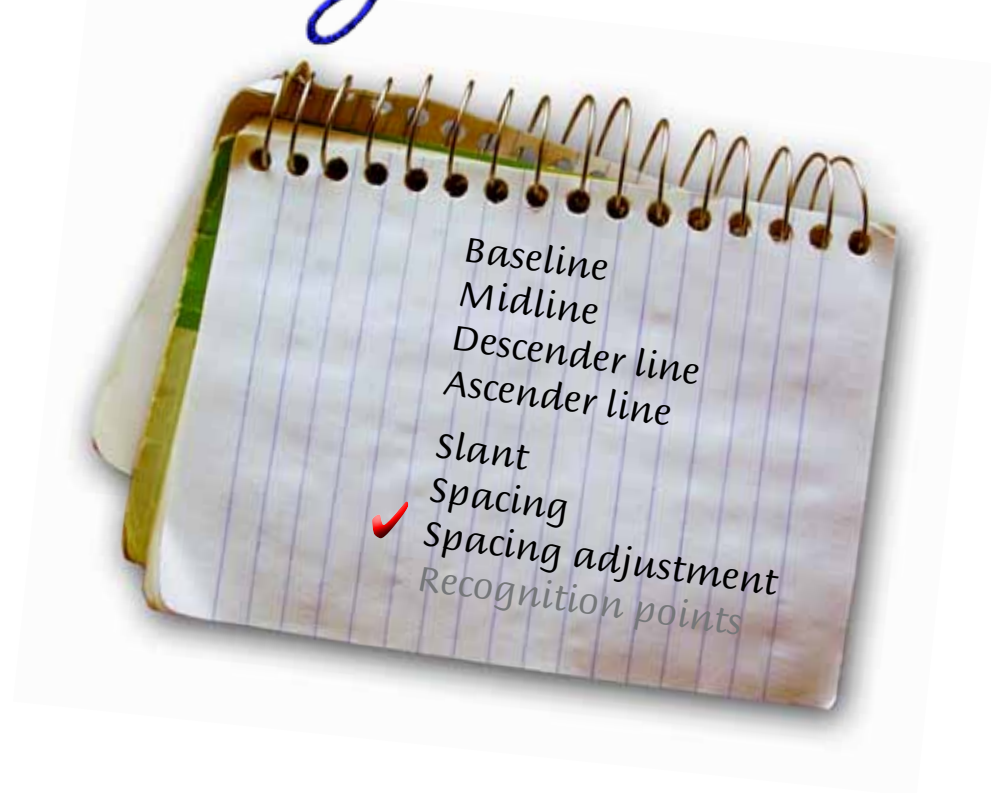 Baseline
Midline
Descender line
Ascender line
Slant
Spacing
Spacing adjustment
Recognition points